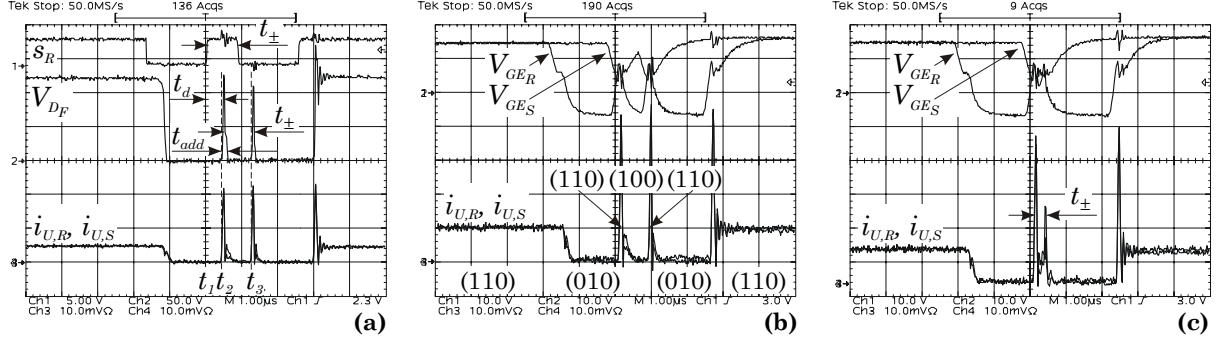 Tek Stop: 50.0MS/s 136 Acqs
s_R
t_±
1
V_{D_F}
t_d
t_add
t_±
2
i_{U,R}, i_{U,S}
t_1 t_2 t_3
Ch1 5.00 V Ch2 50.0 V M 1.00µs Ch1 ∫ 2.3 V
Ch3 10.0mVΩ Ch4 10.0mVΩ
(a)
Tek Stop: 50.0MS/s 190 Acqs
V_{GE_R}
V_{GE_S}
(110) (100) (110)
i_{U,R}, i_{U,S}
(110) (010) (010) (110)
Ch1 10.0 V Ch2 10.0 V M 1.00µs Ch1 ∫ 3.0 V
Ch3 10.0mVΩ Ch4 10.0mVΩ
(b)
Tek Stop: 50.0MS/s 9 Acqs
V_{GE_R}
V_{GE_S}
t_±
i_{U,R}, i_{U,S}
Ch1 10.0 V Ch2 10.0 V M 1.00µs Ch1 ∫ 3.0 V
Ch3 10.0mVΩ Ch4 10.0mVΩ
(c)